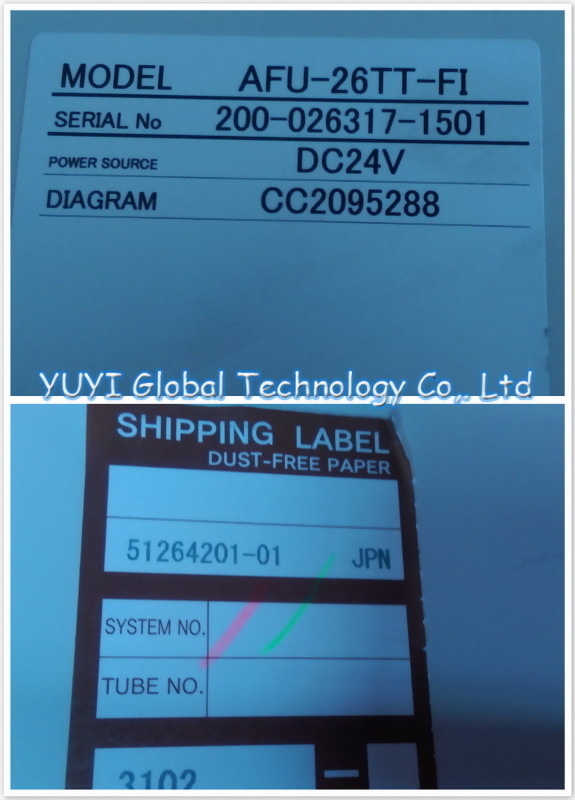 MODEL AFU-26TT-FI
SERIAL No 200-026317-1501
POWER SOURCE DC24V
DIAGRAM CC2095288
YUYI Global Technology Co,. Ltd
SHIPPING LABEL
DUST-FREE PAPER
51264201-01 JPN
SYSTEM NO.
TUBE NO.
3102